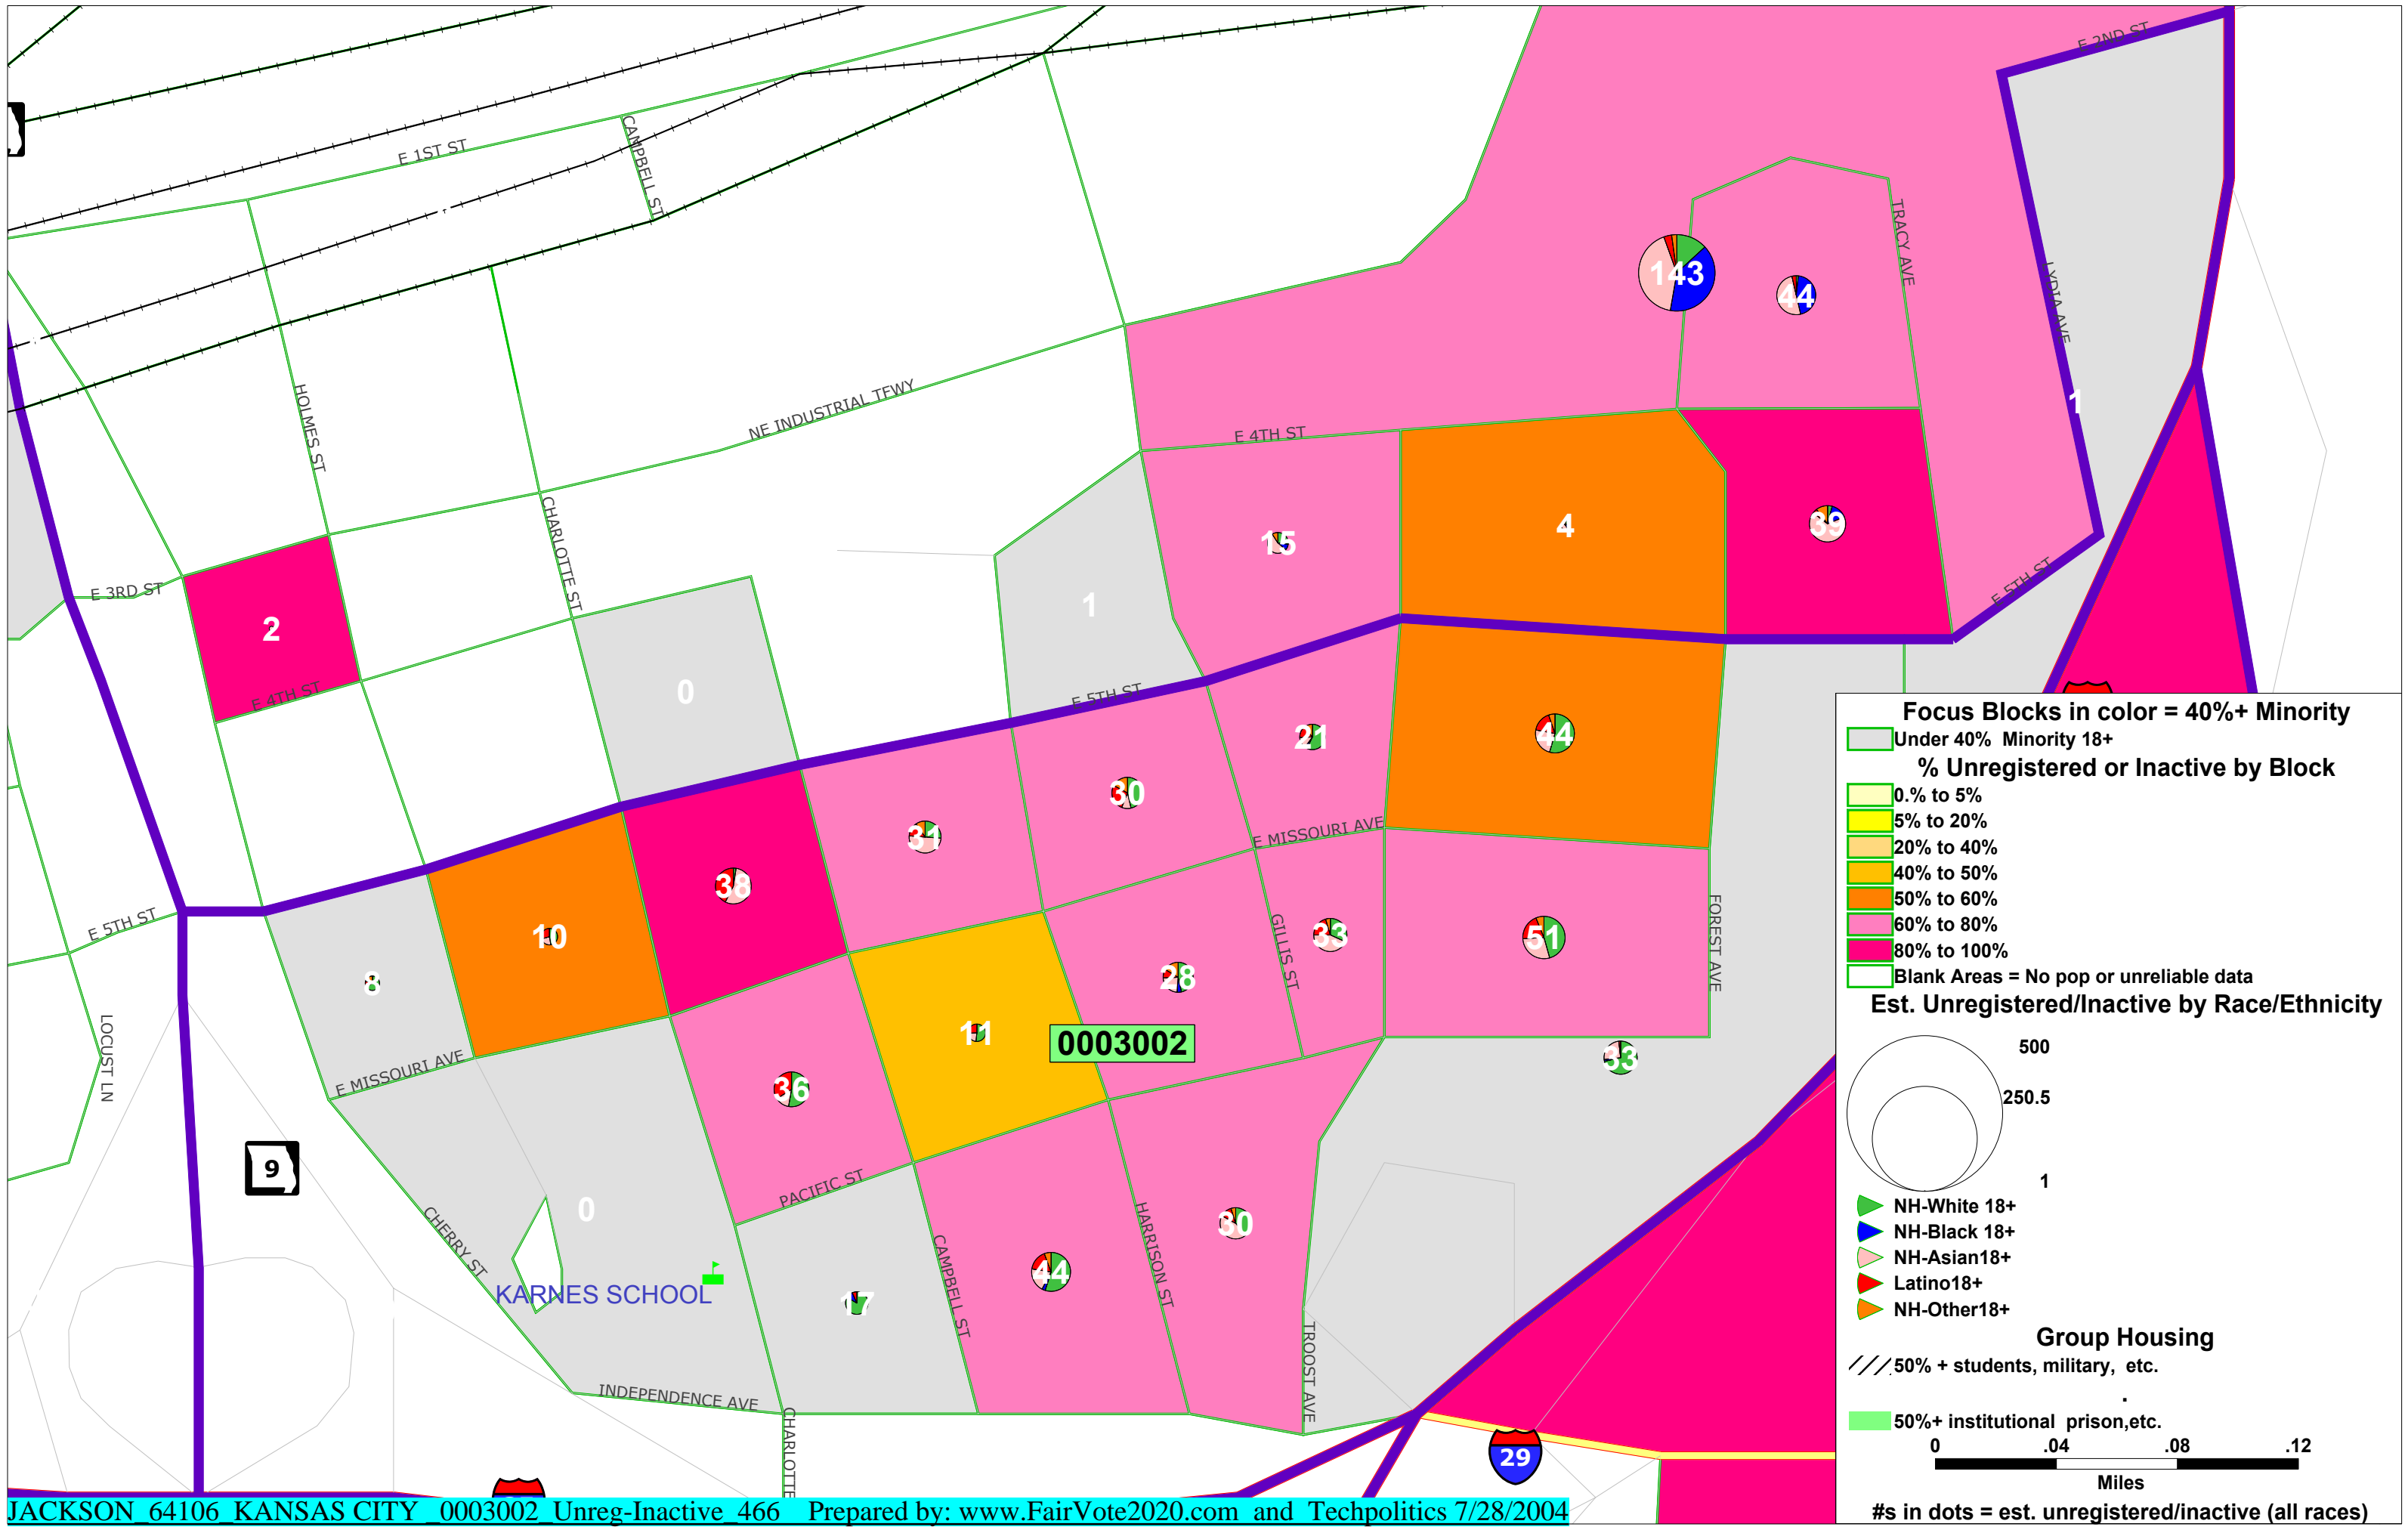 E 2ND ST
E 1ST ST
CAMPBELL ST
TRACY AVE
LYDIA AVE
143
44
HOLMES ST
NE INDUSTRIAL TFWY
1
E 4TH ST
CHARLOTTE ST
15
4
39
E 3RD ST
E 5TH ST
1
2
E 4TH ST
0
E 5TH ST
21
44
30
E MISSOURI AVE
31
38
10
GILLIS ST
33
51
FOREST AVE
E 5TH ST
8
28
11
0003002
LOCUST LN
E MISSOURI AVE
33
36
9
PACIFIC ST
CHERRY ST
0
HARRISON ST
30
CAMPBELL ST
44
KARNES SCHOOL
17
TROOST AVE
INDEPENDENCE AVE
CHARLOTTE
29
Focus Blocks in color = 40%+ Minority
Under 40% Minority 18+
% Unregistered or Inactive by Block
0.% to 5%
5% to 20%
20% to 40%
40% to 50%
50% to 60%
60% to 80%
80% to 100%
Blank Areas = No pop or unreliable data
Est. Unregistered/Inactive by Race/Ethnicity
500
250.5
1
NH-White 18+
NH-Black 18+
NH-Asian18+
Latino18+
NH-Other18+
Group Housing
50% + students, military, etc.
.
50%+ institutional prison,etc.
0 .04 .08 .12
Miles
#s in dots = est. unregistered/inactive (all races)
JACKSON_64106_KANSAS CITY _0003002_Unreg-Inactive_466 Prepared by: www.FairVote2020.com and Techpolitics 7/28/2004